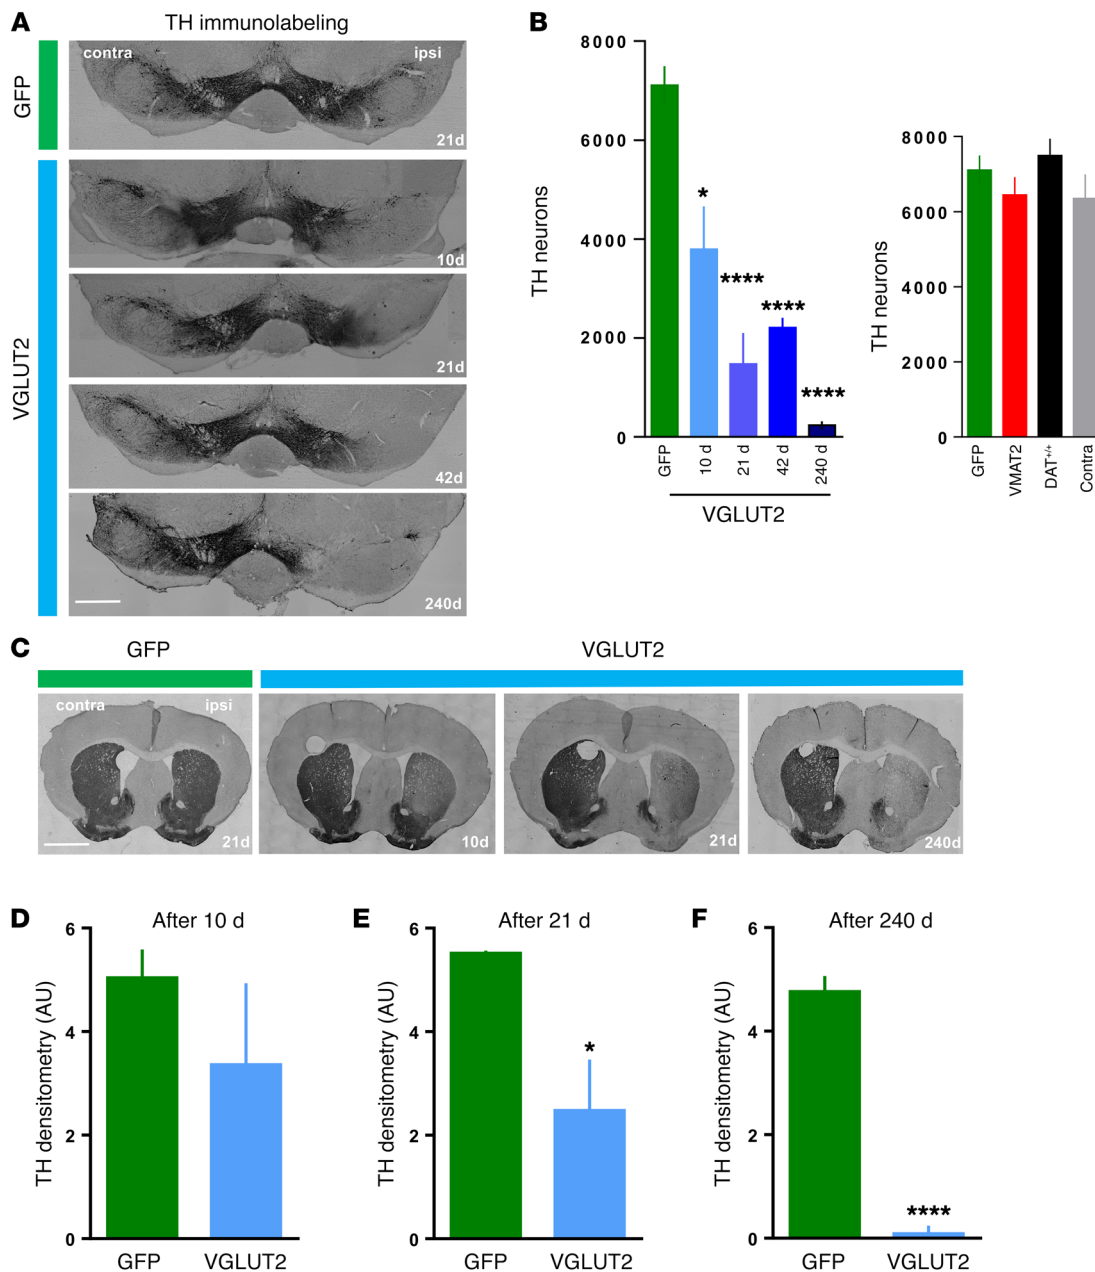 A
TH immunolabeling
GFP
contra
ipsi
21d
VGLUT2
10d
21d
42d
240d
B
TH neurons
8000
6000
4000
2000
0
*
****
****
****
GFP
10 d
21 d
42 d
240 d
VGLUT2
TH neurons
8000
6000
4000
2000
0
GFP
VMAT2
DAT+/+
Contra
C
GFP
VGLUT2
contra
ipsi
21d
10d
21d
240d
D
After 10 d
TH densitometry (AU)
6
4
2
0
GFP
VGLUT2
E
After 21 d
TH densitometry (AU)
6
4
2
0
*
GFP
VGLUT2
F
After 240 d
TH densitometry (AU)
6
4
2
0
****
GFP
VGLUT2